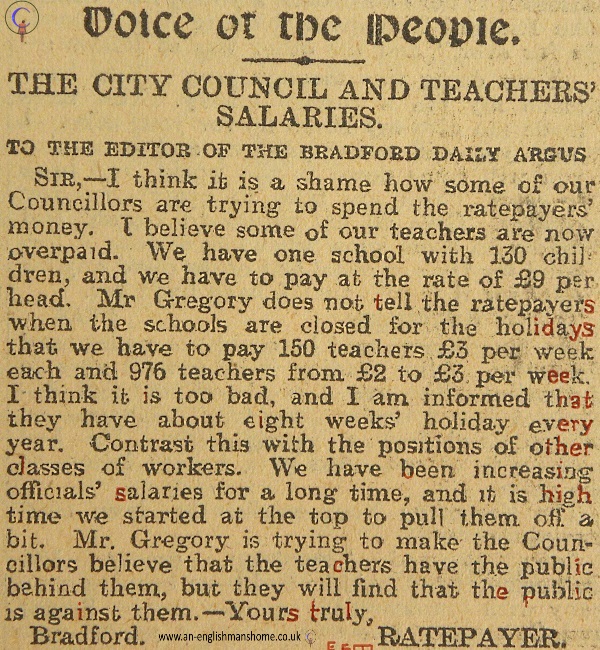 Voice of the People.
THE CITY COUNCIL AND TEACHERS'
SALARIES.
TO THE EDITOR OF THE BRADFORD DAILY ARGUS
SIR,—I think it is a shame how some of our
Councillors are trying to spend the ratepayers'
money. I believe some of our teachers are now
overpaid. We have one school with 130 chil-
dren, and we have to pay at the rate of £9 per
head. Mr Gregory does not tell the ratepayers
when the schools are closed for the holidays
that we have to pay 150 teachers £3 per week
each and 976 teachers from £2 to £3 per week.
I think it is too bad, and I am informed that
they have about eight weeks' holiday every
year. Contrast this with the positions of other
classes of workers. We have been increasing
officials' salaries for a long time, and it is high
time we started at the top to pull them off a
bit. Mr. Gregory is trying to make the Coun-
cillors believe that the teachers have the public
behind them, but they will find that the public
is against them.—Yours truly,
Bradford. www.an-englishmanshome.co.uk RATEPAYER.